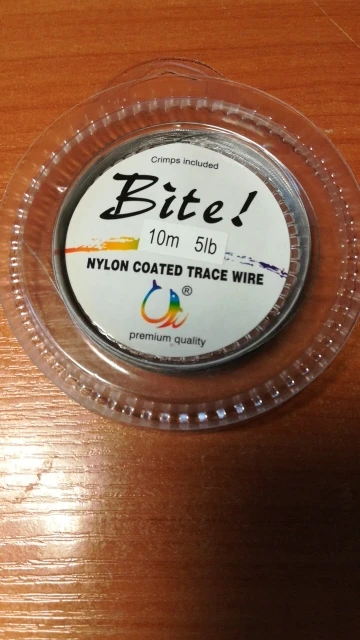 Crimps included
Bite!
10m 5lb
NYLON COATED TRACE WIRE
®
premium quality